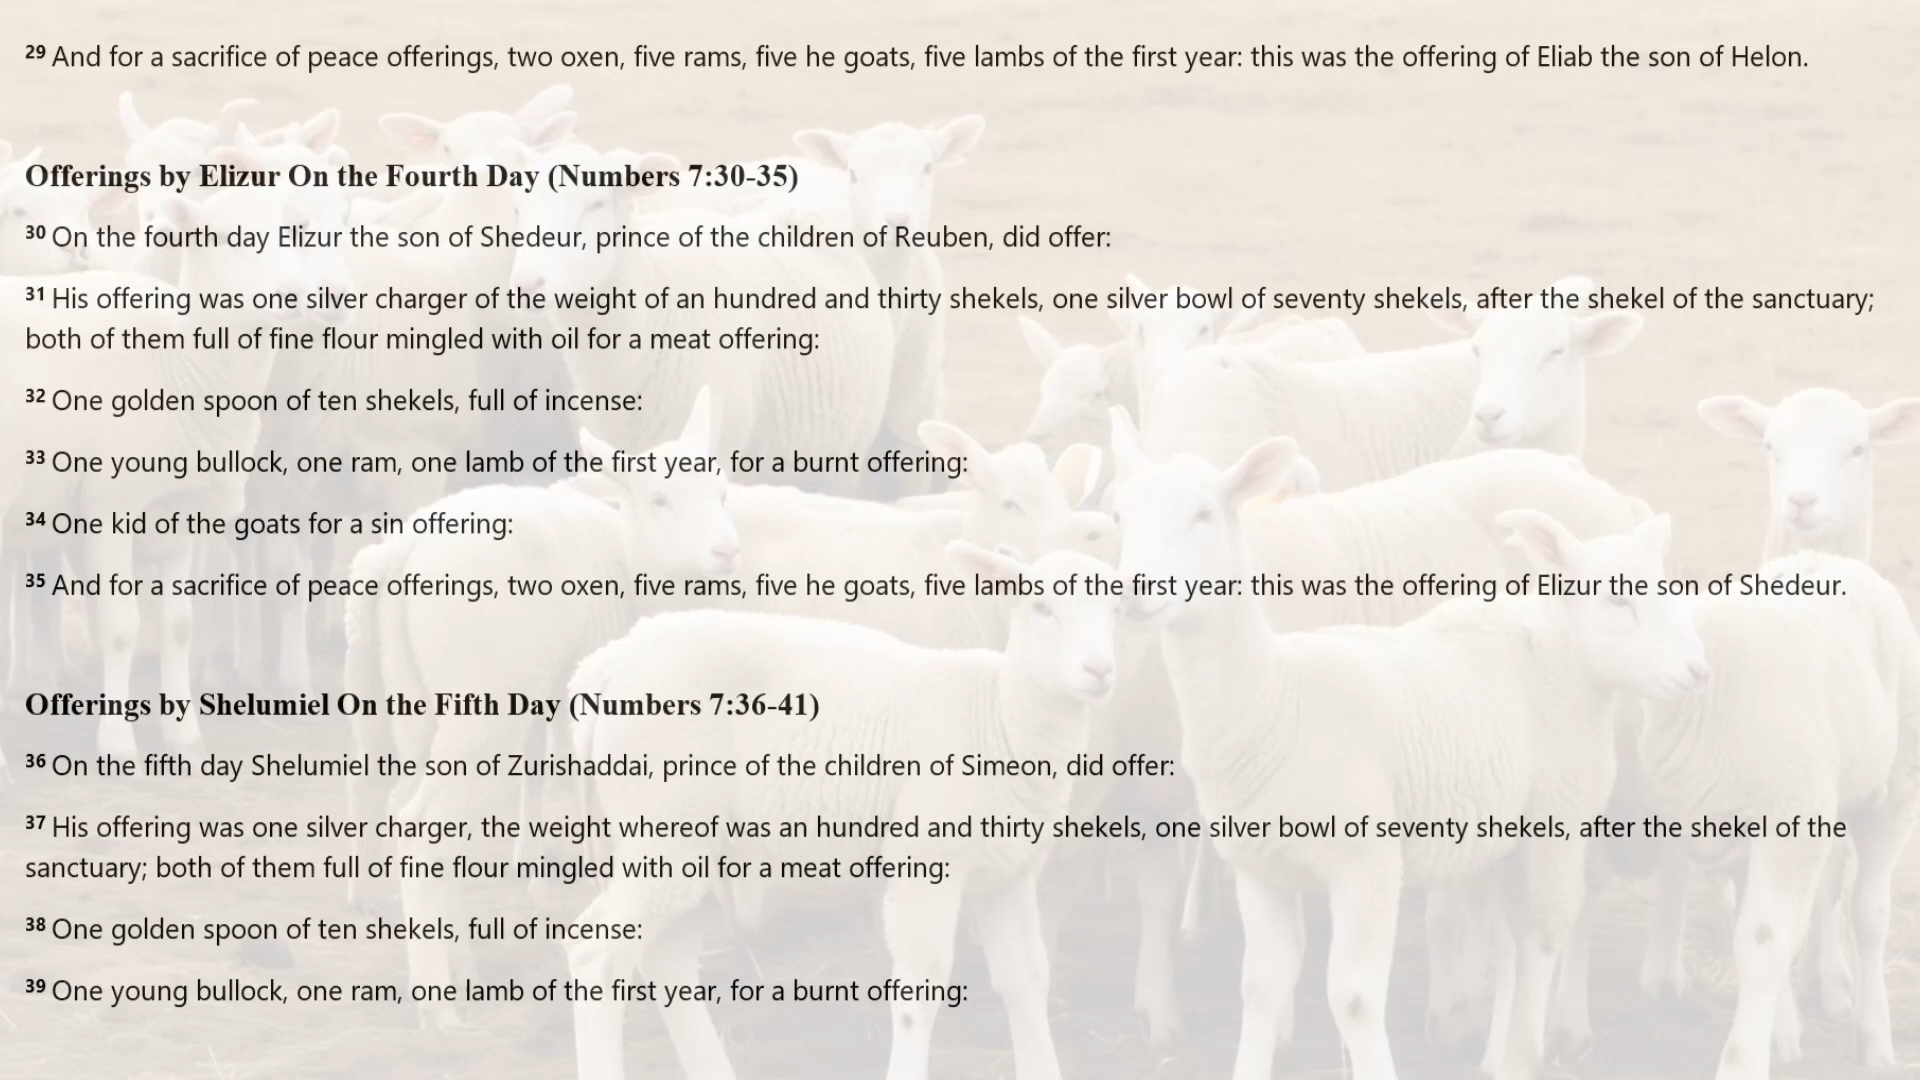 29 And for a sacrifice of peace offerings, two oxen, five rams, five he goats, five lambs of the first year: this was the offering of Eliab the son of Helon.
Offerings by Elizur On the Fourth Day (Numbers 7:30-35)
30 On the fourth day Elizur the son of Shedeur, prince of the children of Reuben, did offer:
31 His offering was one silver charger of the weight of an hundred and thirty shekels, one silver bowl of seventy shekels, after the shekel of the sanctuary;
both of them full of fine flour mingled with oil for a meat offering:
32 One golden spoon of ten shekels, full of incense:
33 One young bullock, one ram, one lamb of the first year, for a burnt offering:
34 One kid of the goats for a sin offering:
35 And for a sacrifice of peace offerings, two oxen, five rams, five he goats, five lambs of the first year: this was the offering of Elizur the son of Shedeur.
Offerings by Shelumiel On the Fifth Day (Numbers 7:36-41)
36 On the fifth day Shelumiel the son of Zurishaddai, prince of the children of Simeon, did offer:
37 His offering was one silver charger, the weight whereof was an hundred and thirty shekels, one silver bowl of seventy shekels, after the shekel of the
sanctuary; both of them full of fine flour mingled with oil for a meat offering:
38 One golden spoon of ten shekels, full of incense:
39 One young bullock, one ram, one lamb of the first year, for a burnt offering: